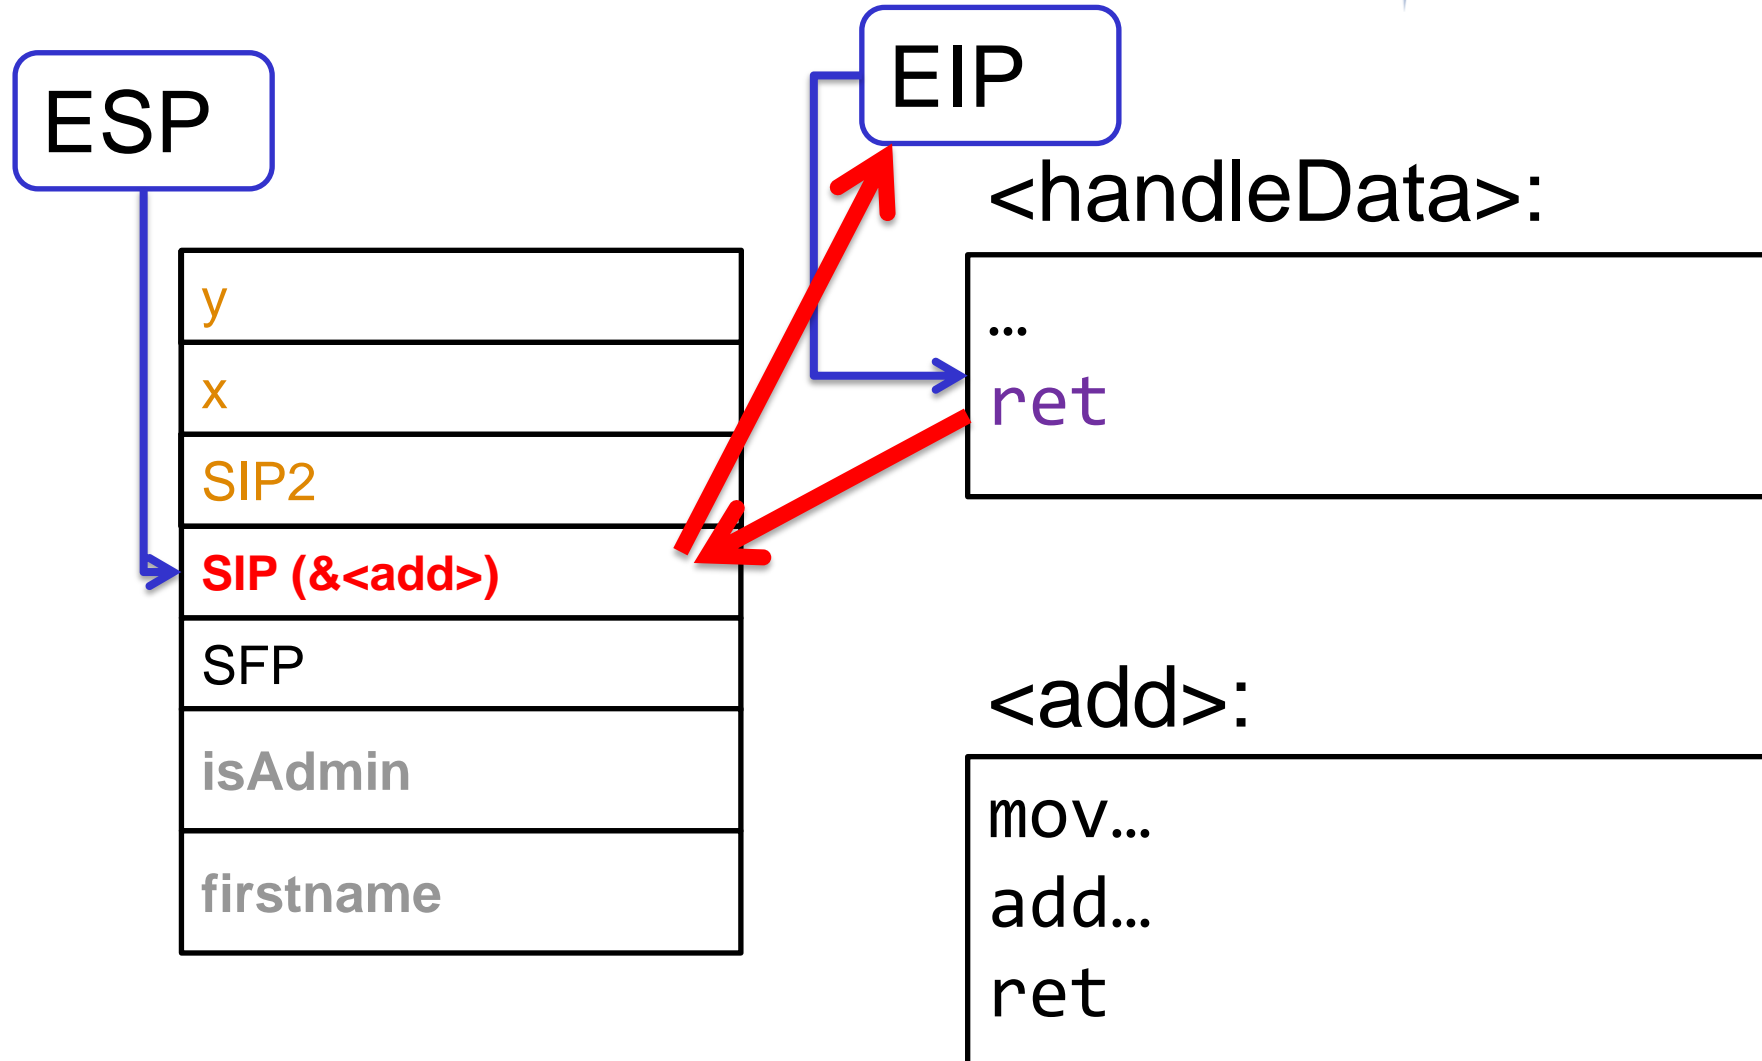 ESP
EIP
<handleData>:
…
ret
y
x
SIP2
SIP (&<add>)
SFP
isAdmin
firstname
<add>:
mov…
add…
ret